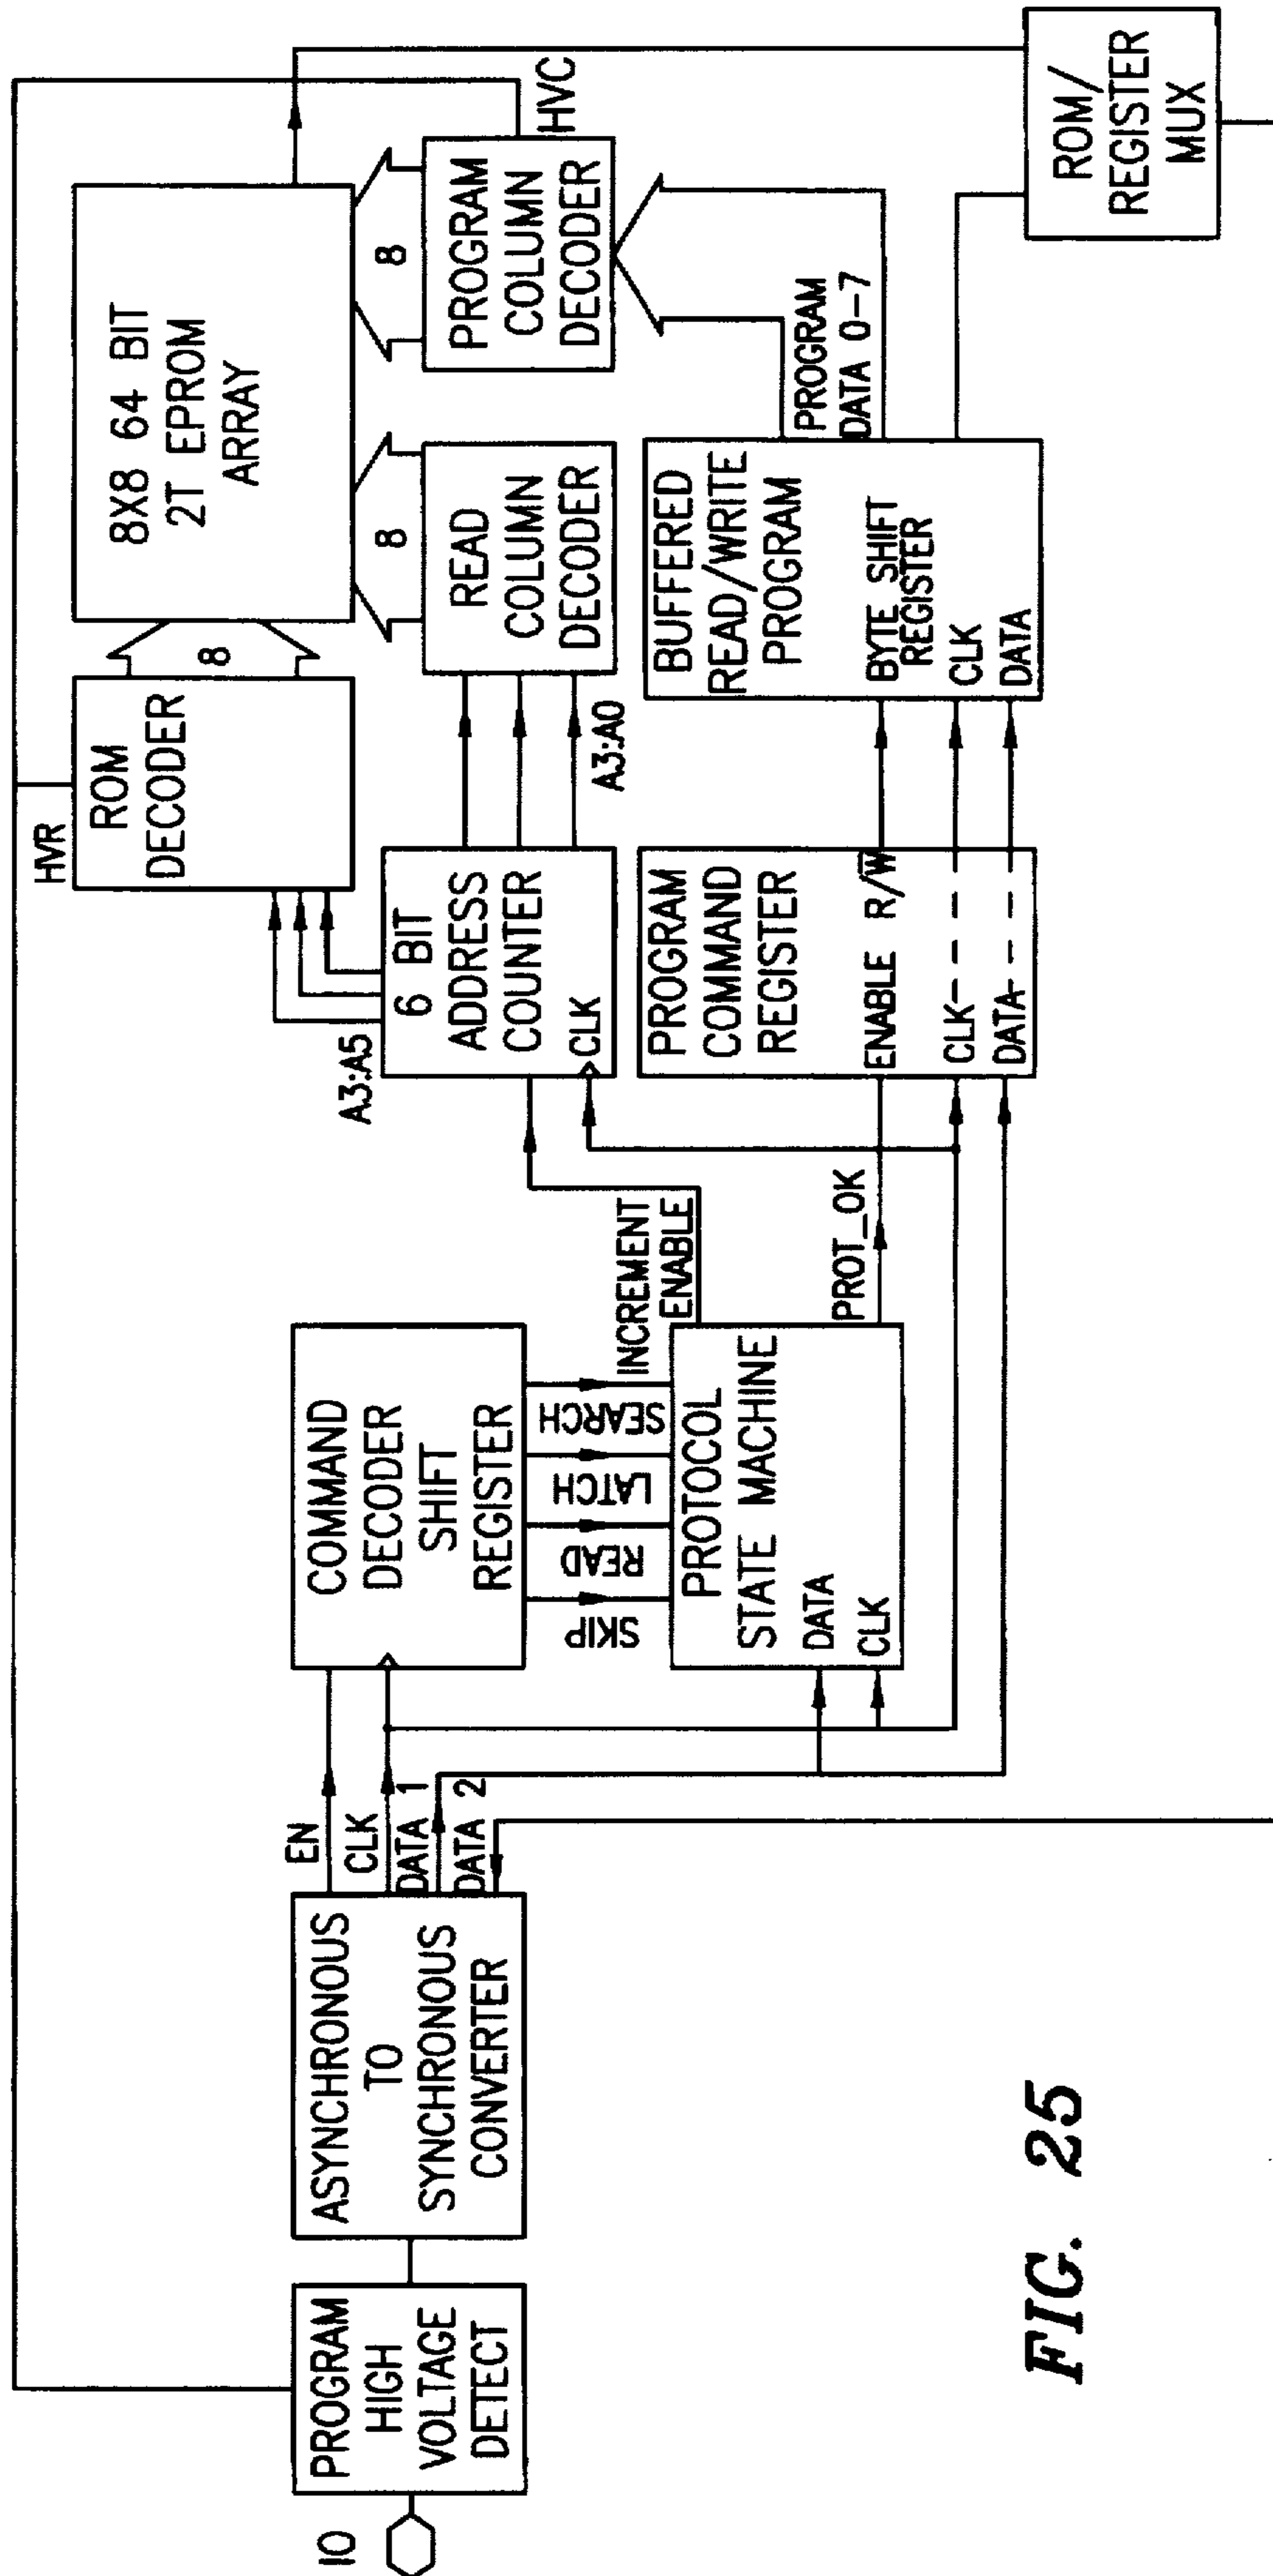 IO
PROGRAM
HIGH
VOLTAGE
DETECT
ASYNCHRONOUS
TO
SYNCHRONOUS
CONVERTER
EN
CLK
DATA 1
DATA 2
COMMAND
DECODER
SHIFT
REGISTER
SKIP
READ
LATCH
SEARCH
PROTOCOL
STATE MACHINE
DATA
CLK
INCREMENT
ENABLE
PROT_OK
A3:A5
6 BIT
ADDRESS
COUNTER
CLK
A3:A0
HVR
ROM
DECODER
8
8X8 64 BIT
2T EPROM
ARRAY
READ
COLUMN
DECODER
8
PROGRAM
COLUMN
DECODER
8
HVC
PROGRAM
COMMAND
REGISTER
ENABLE R/W̅
CLK
DATA
BUFFERED
READ/WRITE
PROGRAM
BYTE SHIFT
REGISTER
CLK
DATA
PROGRAM
DATA 0-7
ROM/
REGISTER
MUX
FIG. 25